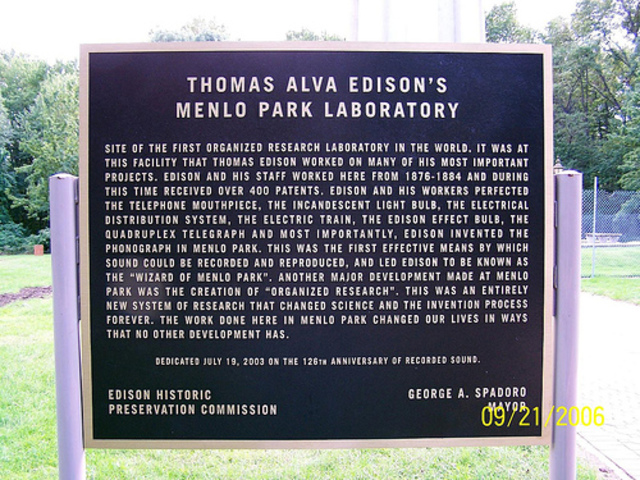 THOMAS ALVA EDISON'S
MENLO PARK LABORATORY
SITE OF THE FIRST ORGANIZED RESEARCH LABORATORY IN THE WORLD. IT WAS AT
THIS FACILITY THAT THOMAS EDISON WORKED ON MANY OF HIS MOST IMPORTANT
PROJECTS. EDISON AND HIS STAFF WORKED HERE FROM 1876-1884 AND DURING
THIS TIME RECEIVED OVER 400 PATENTS. EDISON AND HIS WORKERS PERFECTED
THE TELEPHONE MOUTHPIECE, THE INCANDESCENT LIGHT BULB, THE ELECTRICAL
DISTRIBUTION SYSTEM, THE ELECTRIC TRAIN, THE EDISON EFFECT BULB, THE
QUADRUPLEX TELEGRAPH AND MOST IMPORTANTLY, EDISON INVENTED THE
PHONOGRAPH IN MENLO PARK. THIS WAS THE FIRST EFFECTIVE MEANS BY WHICH
SOUND COULD BE RECORDED AND REPRODUCED, AND LED EDISON TO BE KNOWN AS
THE "WIZARD OF MENLO PARK". ANOTHER MAJOR DEVELOPMENT MADE AT MENLO
PARK WAS THE CREATION OF "ORGANIZED RESEARCH". THIS WAS AN ENTIRELY
NEW SYSTEM OF RESEARCH THAT CHANGED SCIENCE AND THE INVENTION PROCESS
FOREVER. THE WORK DONE HERE IN MENLO PARK CHANGED OUR LIVES IN WAYS
THAT NO OTHER DEVELOPMENT HAS.
DEDICATED JULY 19, 2003 ON THE 126TH ANNIVERSARY OF RECORDED SOUND.
EDISON HISTORIC
PRESERVATION COMMISSION
GEORGE A. SPADORO
MAYOR
09/21/2006